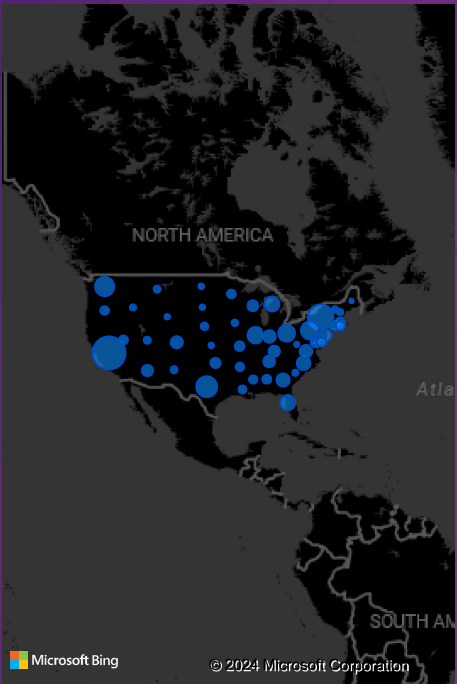 NORTH AMERICA
Atla
SOUTH AM
Microsoft Bing
© 2024 Microsoft Corporation